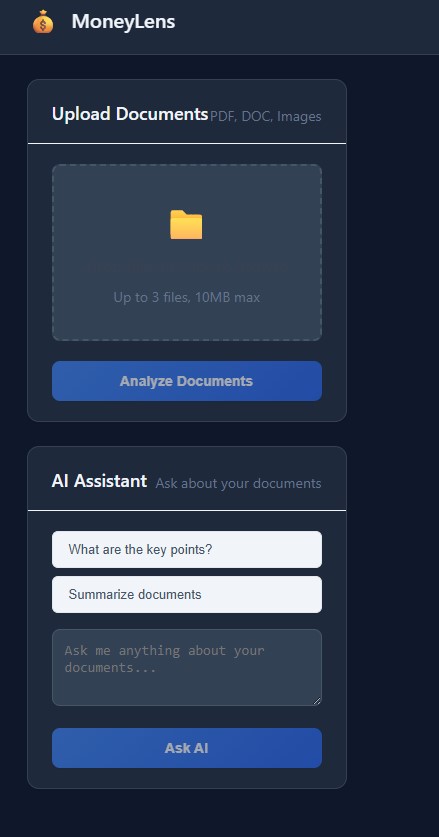 MoneyLens
Upload Documents PDF, DOC, Images
Up to 3 files, 10MB max
Analyze Documents
AI Assistant Ask about your documents
What are the key points?
Summarize documents
Ask me anything about your
documents...
Ask AI